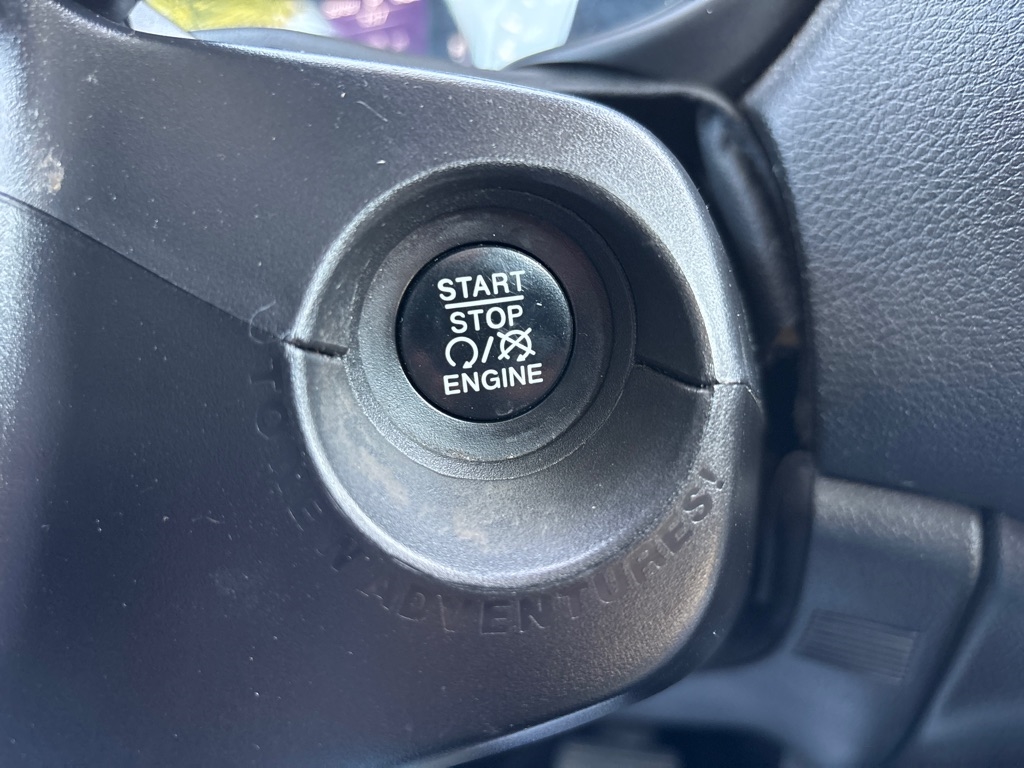 START
STOP
/
ENGINE
ADVENTURES!